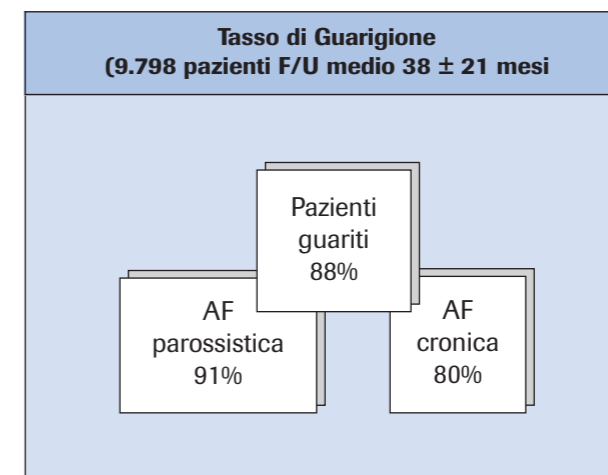 Tasso di Guarigione
(9.798 pazienti F/U medio 38 ± 21 mesi
Pazienti
guariti
88%
AF
parossistica
91%
AF
cronica
80%